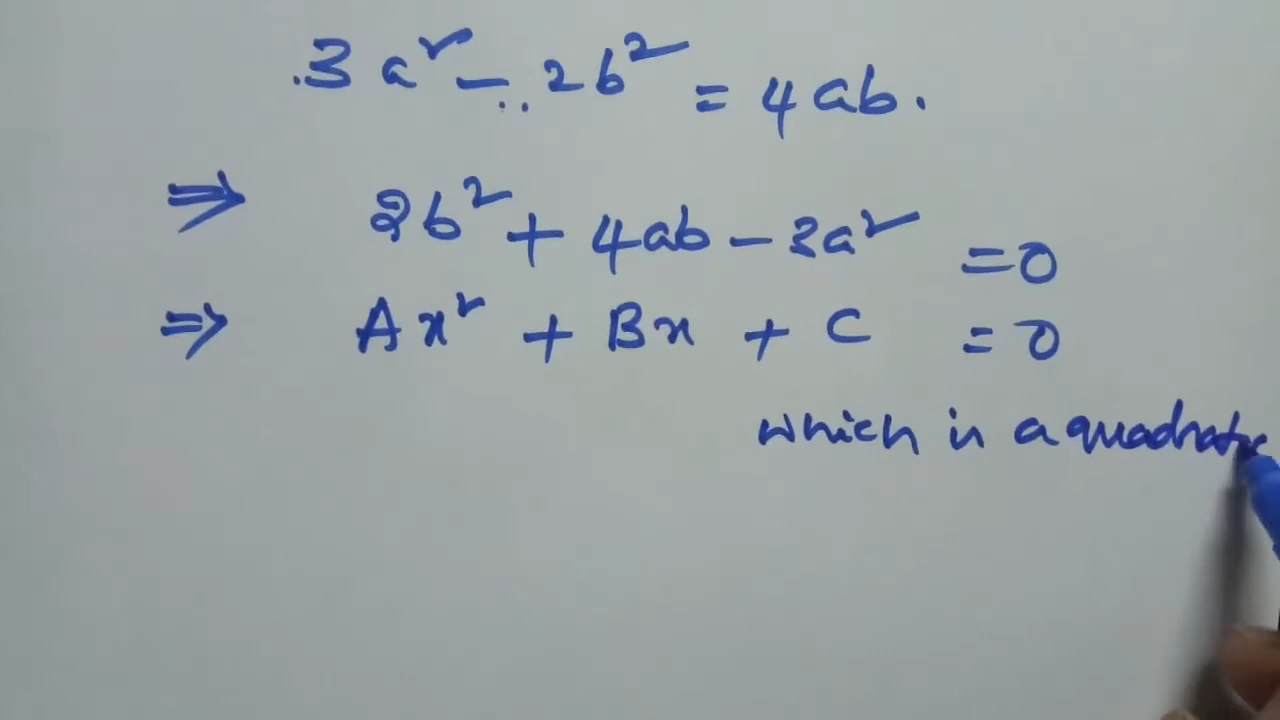 3a² - 2b² = 4ab.
⇒ 2b² + 4ab - 3a² = 0
⇒ Ax² + Bx + C = 0
which is a quadratic